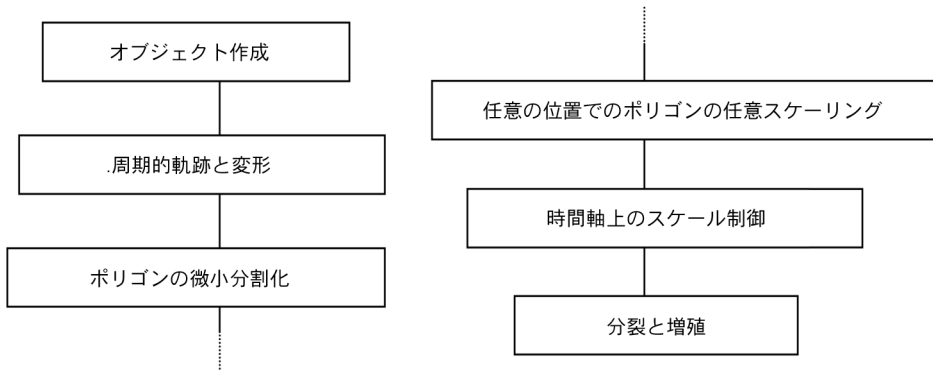 オブジェクト作成
.周期的軌跡と変形
ポリゴンの微小分割化
任意の位置でのポリゴンの任意スケーリング
時間軸上のスケール制御
分裂と増殖